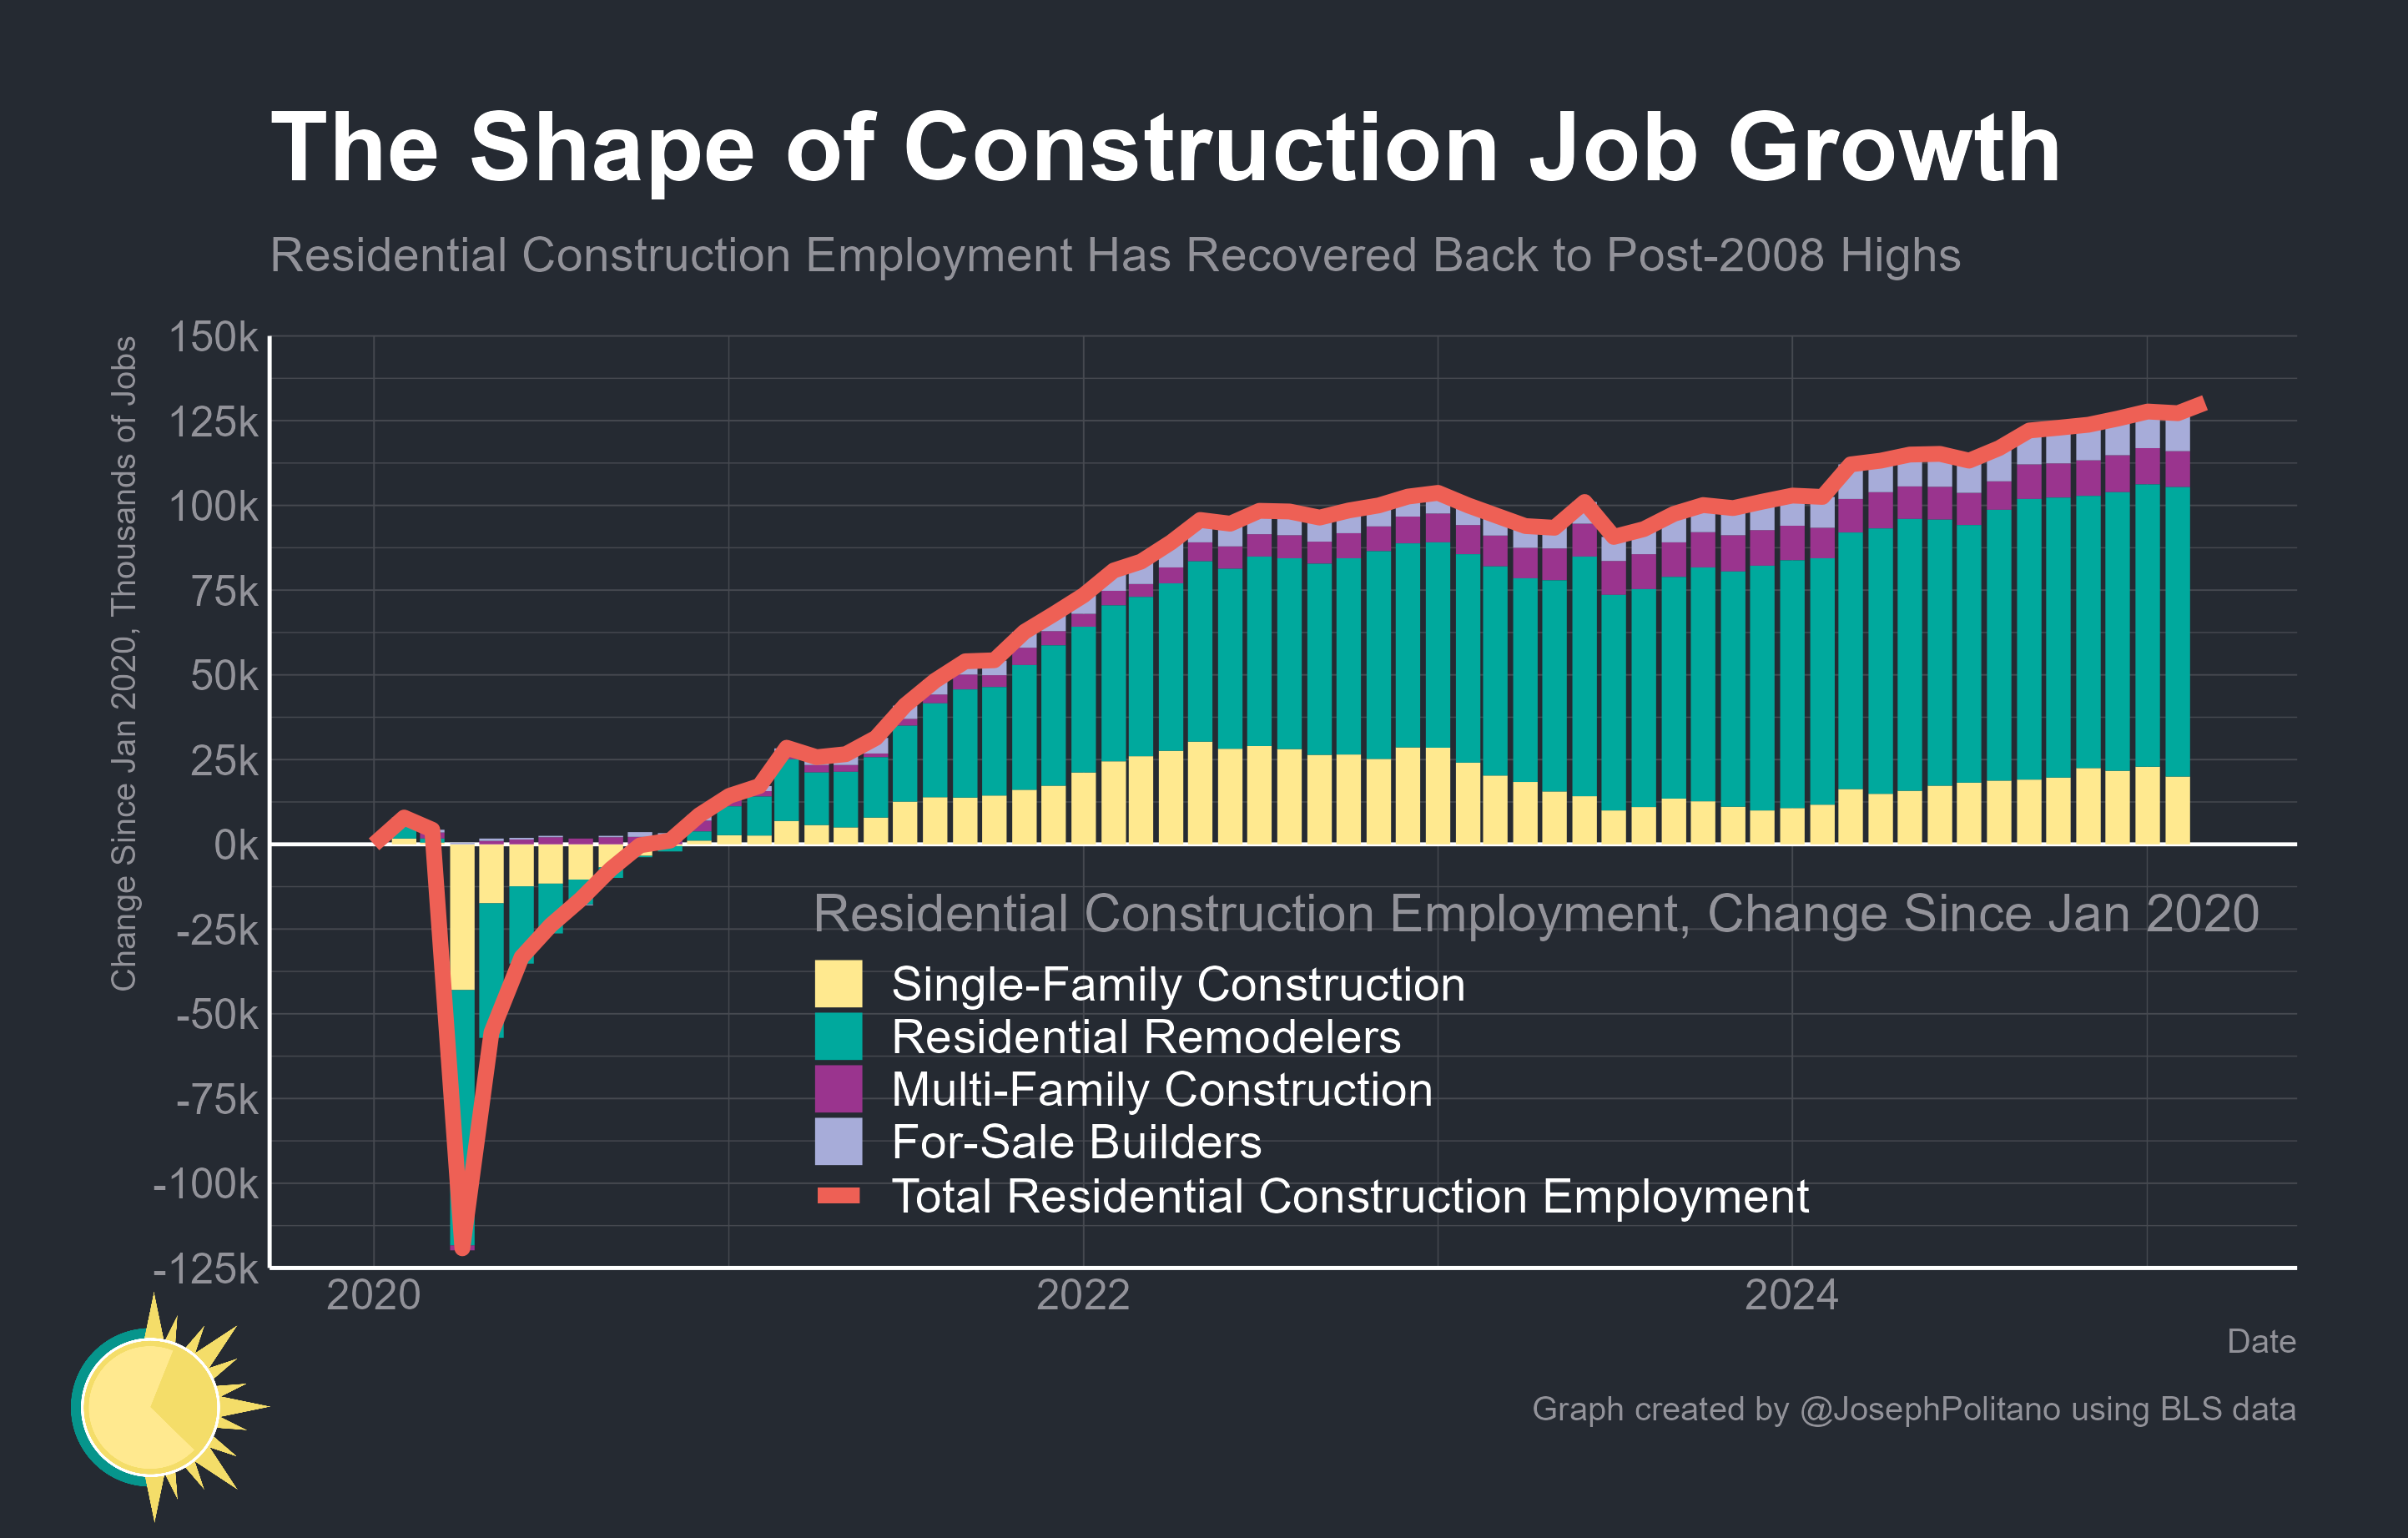 The Shape of Construction Job Growth
Residential Construction Employment Has Recovered Back to Post-2008 Highs
Change Since Jan 2020, Thousands of Jobs
150k
125k
100k
75k
50k
25k
0k
-25k
-50k
-75k
-100k
-125k
Residential Construction Employment, Change Since Jan 2020
Single-Family Construction
Residential Remodelers
Multi-Family Construction
For-Sale Builders
Total Residential Construction Employment
2020
2022
2024
Date
Graph created by @JosephPolitano using BLS data